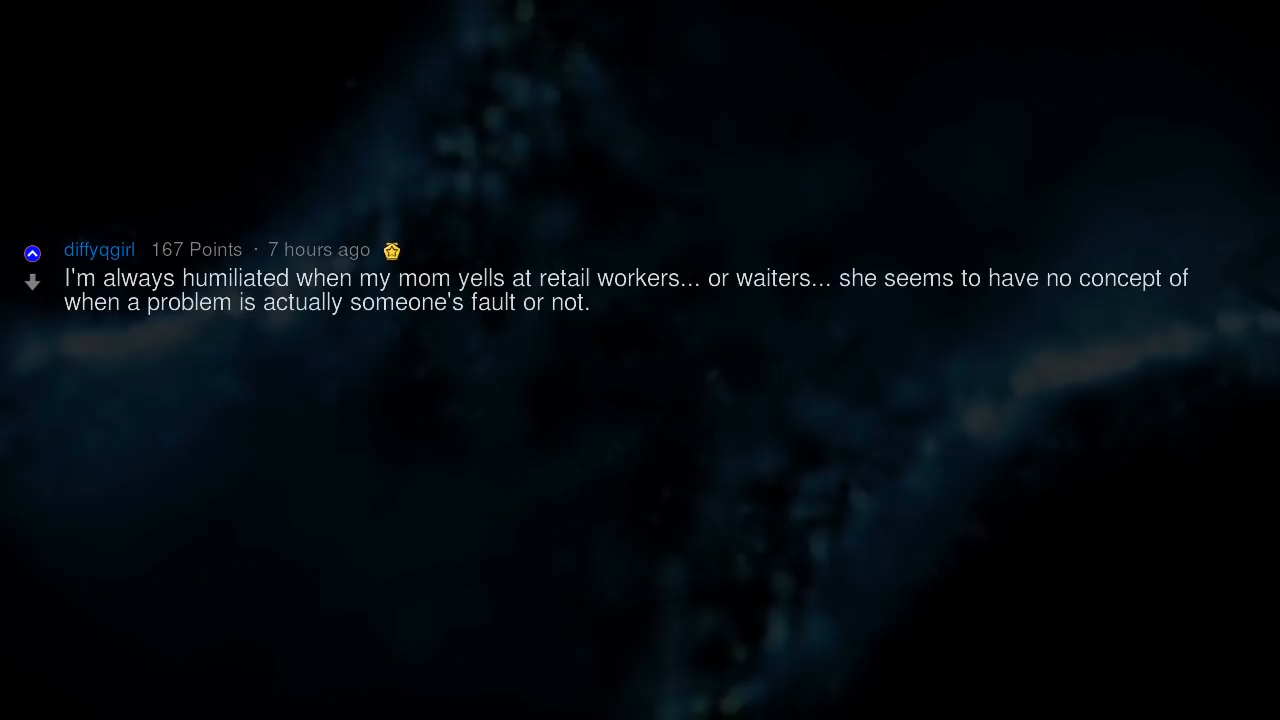 diffyqgirl 167 Points · 7 hours ago
I'm always humiliated when my mom yells at retail workers... or waiters... she seems to have no concept of
when a problem is actually someone's fault or not.